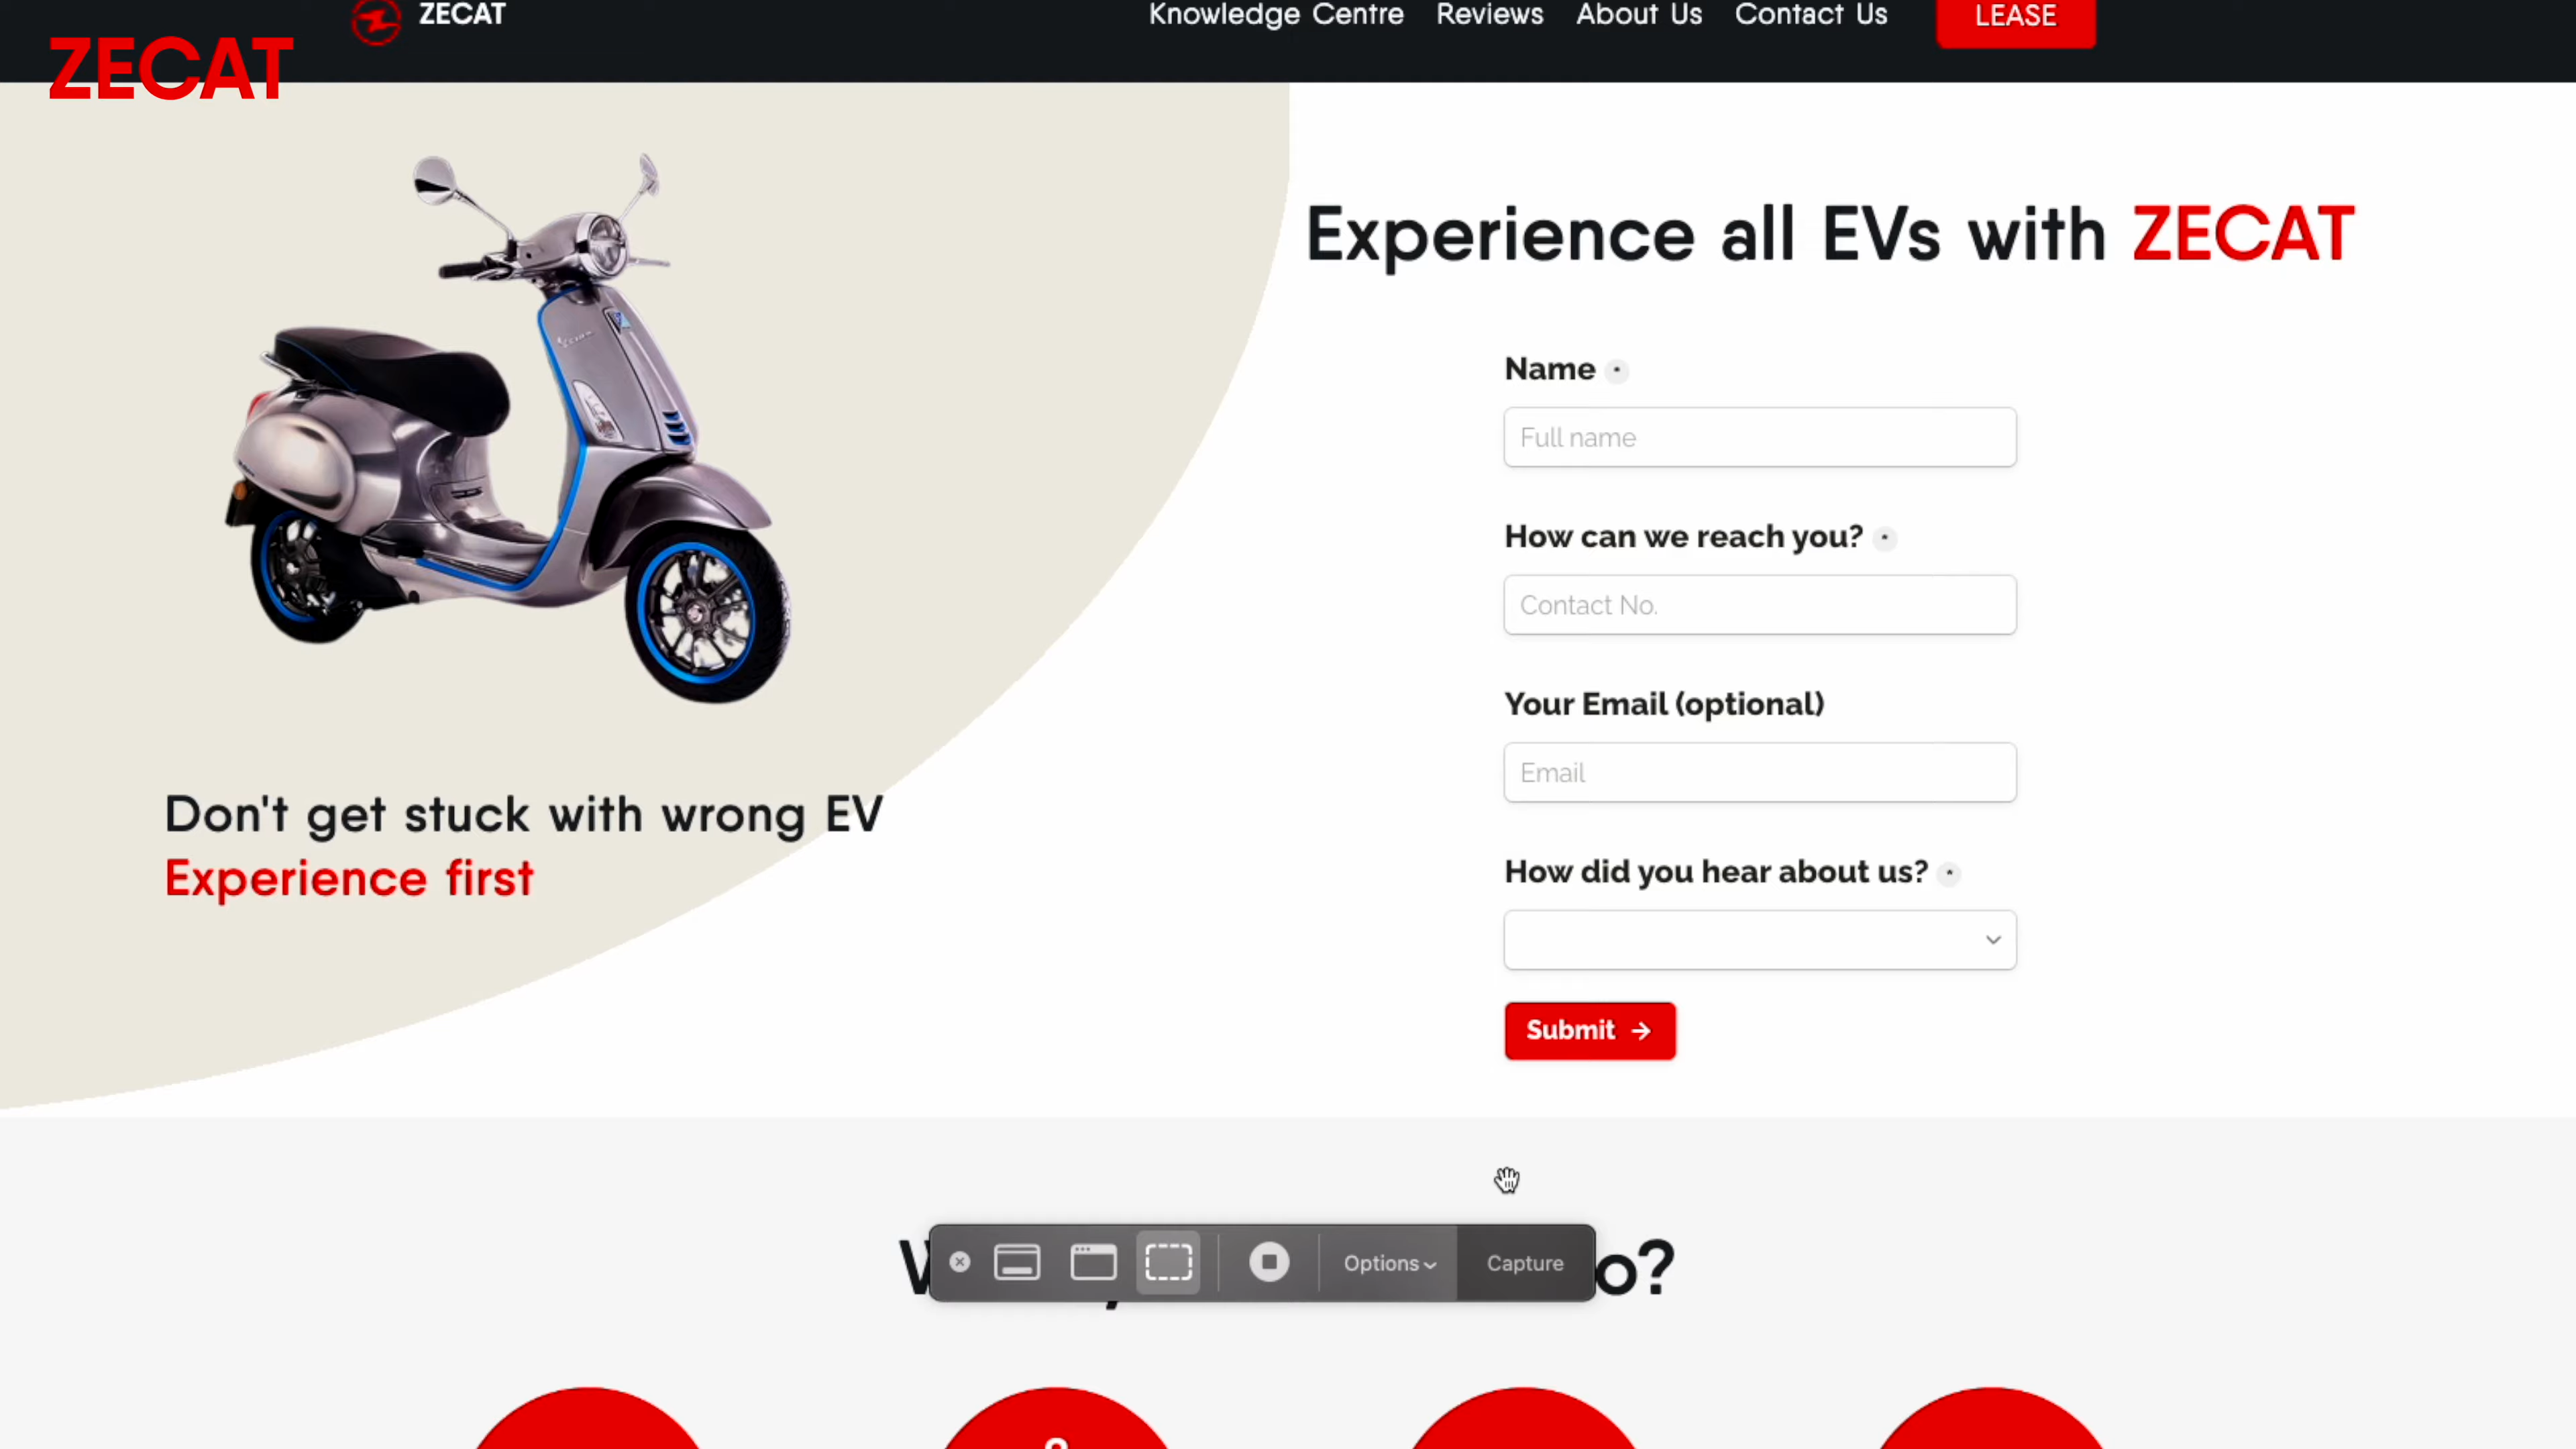 ZECAT
ZECAT Knowledge Centre Reviews About Us Contact Us LEASE
Experience all EVs with ZECAT
Name *
Full name
How can we reach you? *
Contact No.
Your Email (optional)
Email
How did you hear about us? *
Submit →
Don't get stuck with wrong EV
Experience first
Options
Capture
o?